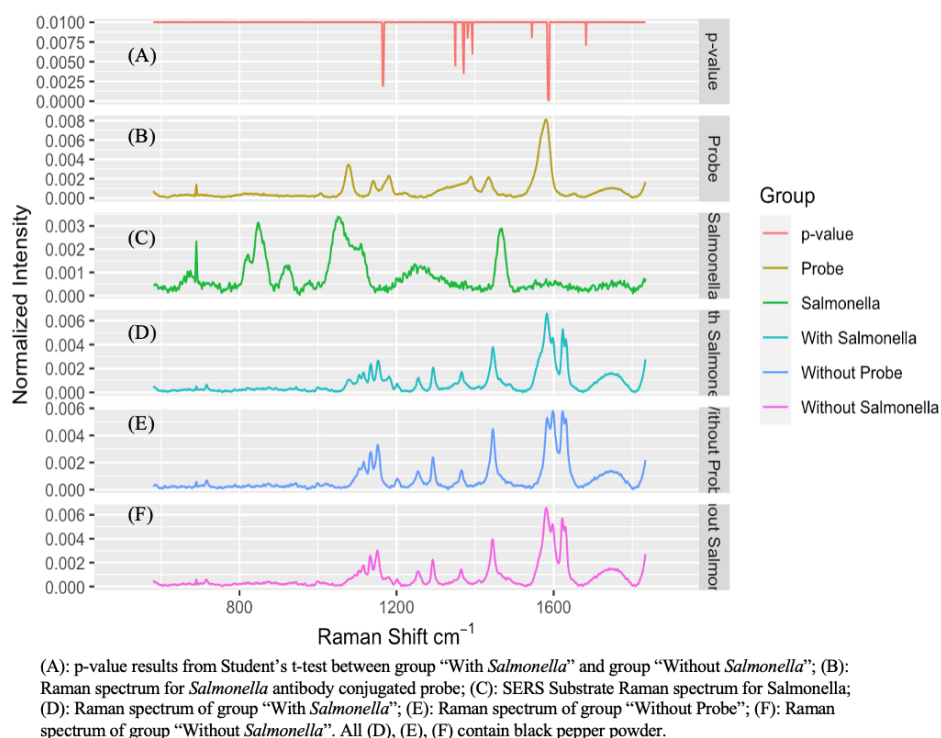 0.0100
0.0075
0.0050
0.0025
0.0000
(A)
p-value
0.008
0.006
0.004
0.002
0.000
(B)
Probe
0.003
0.002
0.001
0.000
(C)
Salmonella
0.006
0.004
0.002
0.000
(D)
th Salmone
0.006
0.004
0.002
0.000
(E)
ithout Prob
0.006
0.004
0.002
0.000
(F)
out Salmon
Normalized Intensity
800 1200 1600
Raman Shift cm⁻¹
Group
p-value
Probe
Salmonella
With Salmonella
Without Probe
Without Salmonella
(A): p-value results from Student’s t-test between group “With Salmonella” and group “Without Salmonella”; (B):
Raman spectrum for Salmonella antibody conjugated probe; (C): SERS Substrate Raman spectrum for Salmonella;
(D): Raman spectrum of group “With Salmonella”; (E): Raman spectrum of group “Without Probe”; (F): Raman
spectrum of group “Without Salmonella”. All (D), (E), (F) contain black pepper powder.